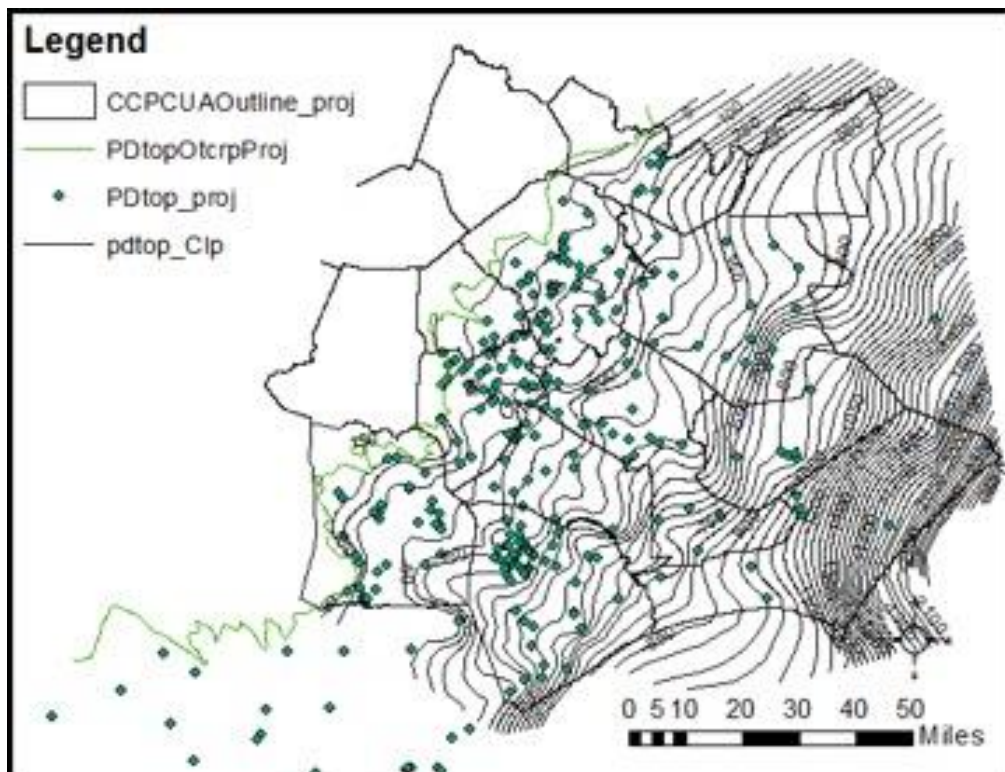 Legend
CCPCUAOutline_proj
PDtopOtcrpProj
PDtop_proj
pdtop_Clp
0 5 10 20 30 40 50
Miles